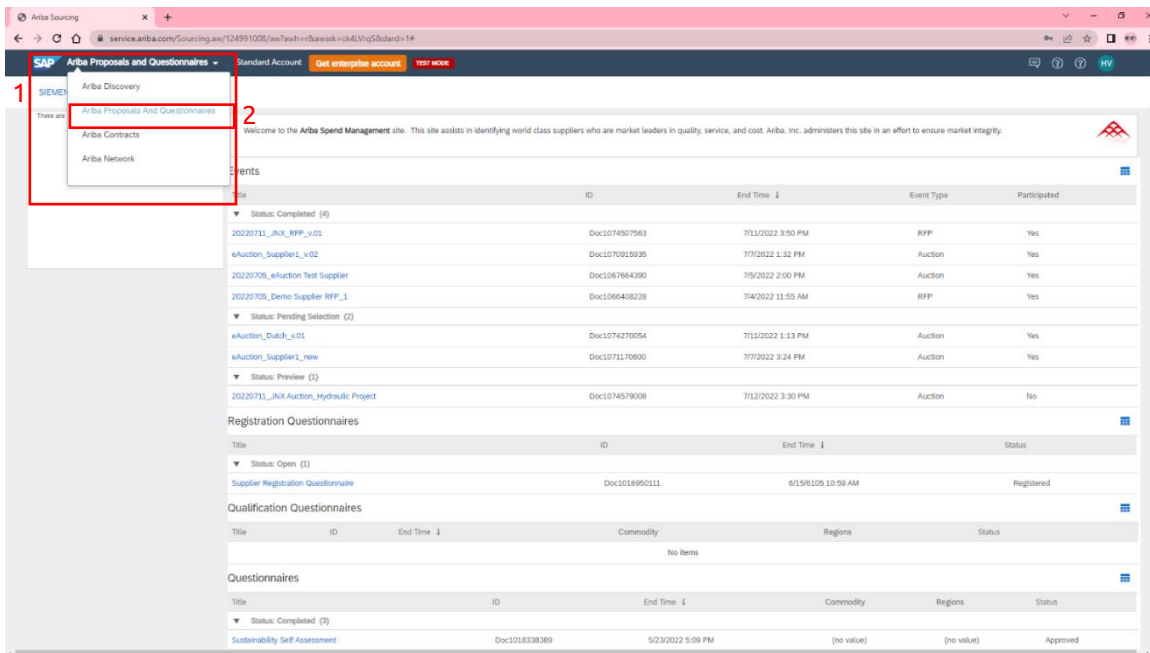 Ariba Sourcing
service.ariba.com/Sourcing.aw/124991008/aw?awh=r&awssk=ck4LVrqS&dard=1#
SAP Ariba Proposals and Questionnaires Standard Account Get enterprise account TEST MODE HV
1
SIEMEN
Ariba Discovery
Ariba Proposals And Questionnaires
2
There are
Ariba Contracts
Ariba Network
Welcome to the Ariba Spend Management site. This site assists in identifying world class suppliers who are market leaders in quality, service, and cost. Ariba, Inc. administers this site in an effort to ensure market integrity.
Events
Title ID End Time ↓ Event Type Participated
▼ Status: Completed (4)
20220711_JNX_RFP_v.01 Doc1074507563 7/11/2022 3:50 PM RFP Yes
eAuction_Supplier1_v.02 Doc1070915935 7/7/2022 1:32 PM Auction Yes
20220705_eAuction Test Supplier Doc1067664390 7/5/2022 2:00 PM Auction Yes
20220705_Demo Supplier RFP_1 Doc1066408228 7/4/2022 11:55 AM RFP Yes
▼ Status: Pending Selection (2)
eAuction_Dutch_v.01 Doc1074270054 7/11/2022 1:13 PM Auction Yes
eAuction_Supplier1_new Doc1071170600 7/7/2022 3:24 PM Auction Yes
▼ Status: Preview (1)
20220711_JNX Auction_Hydraulic Project Doc1074579008 7/12/2022 3:30 PM Auction No
Registration Questionnaires
Title ID End Time ↓ Status
▼ Status: Open (1)
Supplier Registration Questionnaire Doc1016950111 6/15/6105 10:59 AM Registered
Qualification Questionnaires
Title ID End Time ↓ Commodity Regions Status
No items
Questionnaires
Title ID End Time ↓ Commodity Regions Status
▼ Status: Completed (3)
Sustainability Self Assessment Doc1018338389 5/23/2022 5:09 PM (no value) (no value) Approved